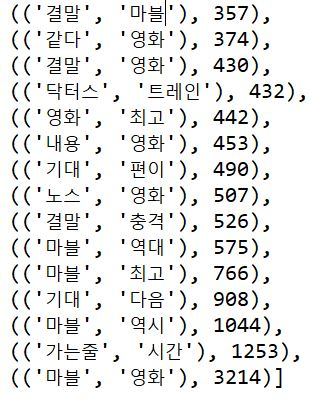 (('결말', '마블'), 357),
(('같다', '영화'), 374),
(('결말', '영화'), 430),
(('닥터스', '트레인'), 432),
(('영화', '최고'), 442),
(('내용', '영화'), 453),
(('기대', '편이'), 490),
(('노스', '영화'), 507),
(('결말', '충격'), 526),
(('마블', '역대'), 575),
(('마블', '최고'), 766),
(('기대', '다음'), 908),
(('마블', '역시'), 1044),
(('가는줄', '시간'), 1253),
(('마블', '영화'), 3214)]